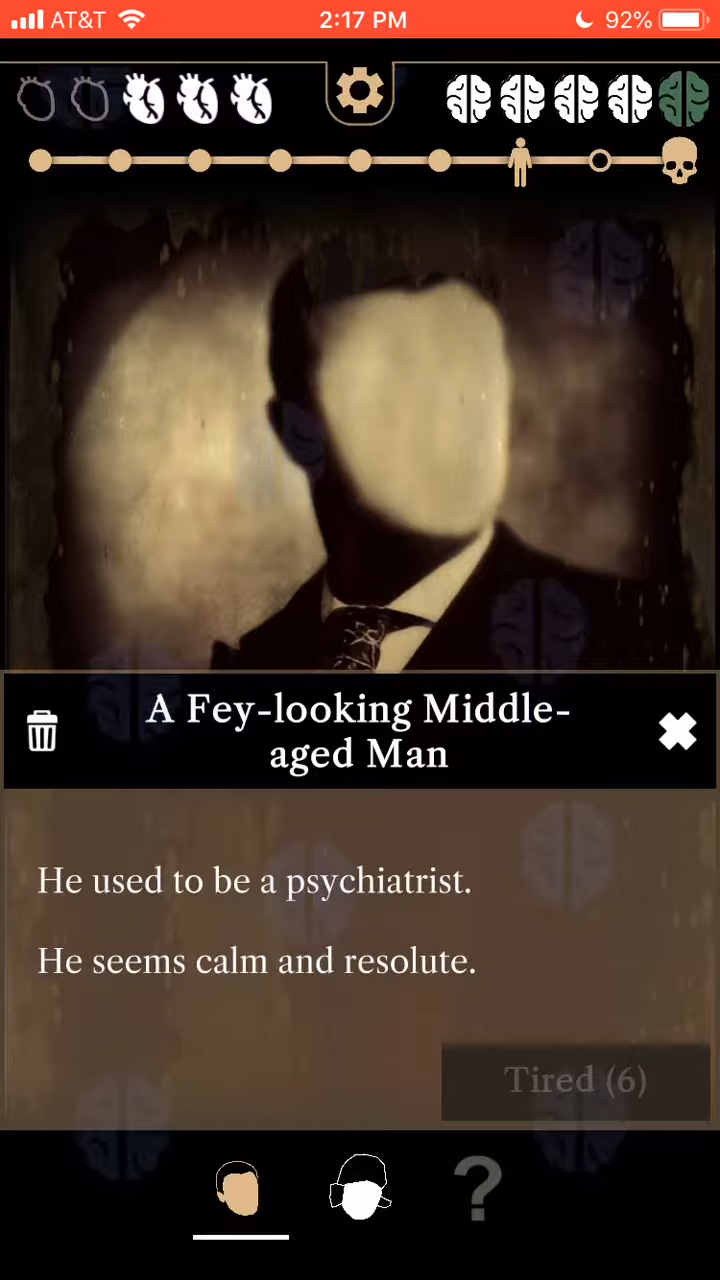 AT&T 2:17 PM 92%
A Fey-looking Middle-
aged Man
He used to be a psychiatrist.
He seems calm and resolute.
Tired (6)
?